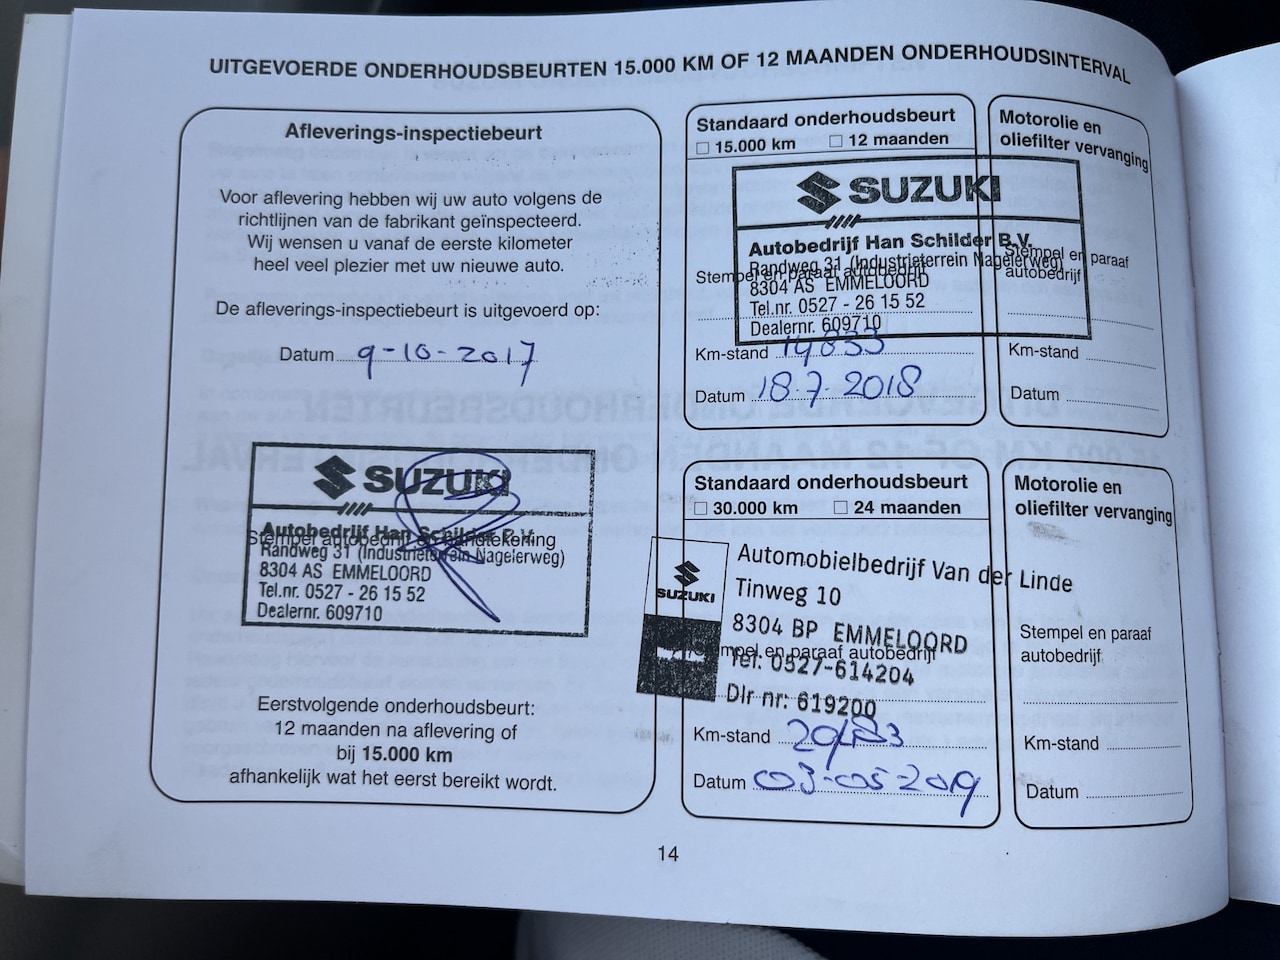 UITGEVOERDE ONDERHOUDSBEURTEN 15.000 KM OF 12 MAANDEN ONDERHOUDSINTERVAL
Afleverings-inspectiebeurt
Voor aflevering hebben wij uw auto volgens de
richtlijnen van de fabrikant geïnspecteerd.
Wij wensen u vanaf de eerste kilometer
heel veel plezier met uw nieuwe auto.
De afleverings-inspectiebeurt is uitgevoerd op:
Datum 9-10-2017
SUZUKI
Autobedrijf Han Schilder B.V.
Stempel autobedrijf en handtekening
Randweg 31 (Industrieterrein Nagelerweg)
8304 AS EMMELOORD
Tel.nr. 0527 - 26 15 52
Dealernr. 609710
Eerstvolgende onderhoudsbeurt:
12 maanden na aflevering of
bij 15.000 km
afhankelijk wat het eerst bereikt wordt.
Standaard onderhoudsbeurt
15.000 km 12 maanden
SUZUKI
Autobedrijf Han Schilder B.V.
Randweg 31 (Industrieterrein Nagelerweg)
Stempel en paraaf autobedrijf
8304 AS EMMELOORD
Tel.nr. 0527 - 26 15 52
Dealernr. 609710
Km-stand 14833
Datum 18.7.2018
Motorolie en
oliefilter vervanging
Stempel en paraaf
autobedrijf
Km-stand
Datum
Standaard onderhoudsbeurt
30.000 km 24 maanden
SUZUKI
Automobielbedrijf Van der Linde
Tinweg 10
8304 BP EMMELOORD
Stempel en paraaf autobedrijf
Tel: 0527-614204
Dlr nr: 619200
Km-stand
Datum 03-05-2019
Motorolie en
oliefilter vervanging
Stempel en paraaf
autobedrijf
Km-stand
Datum
14